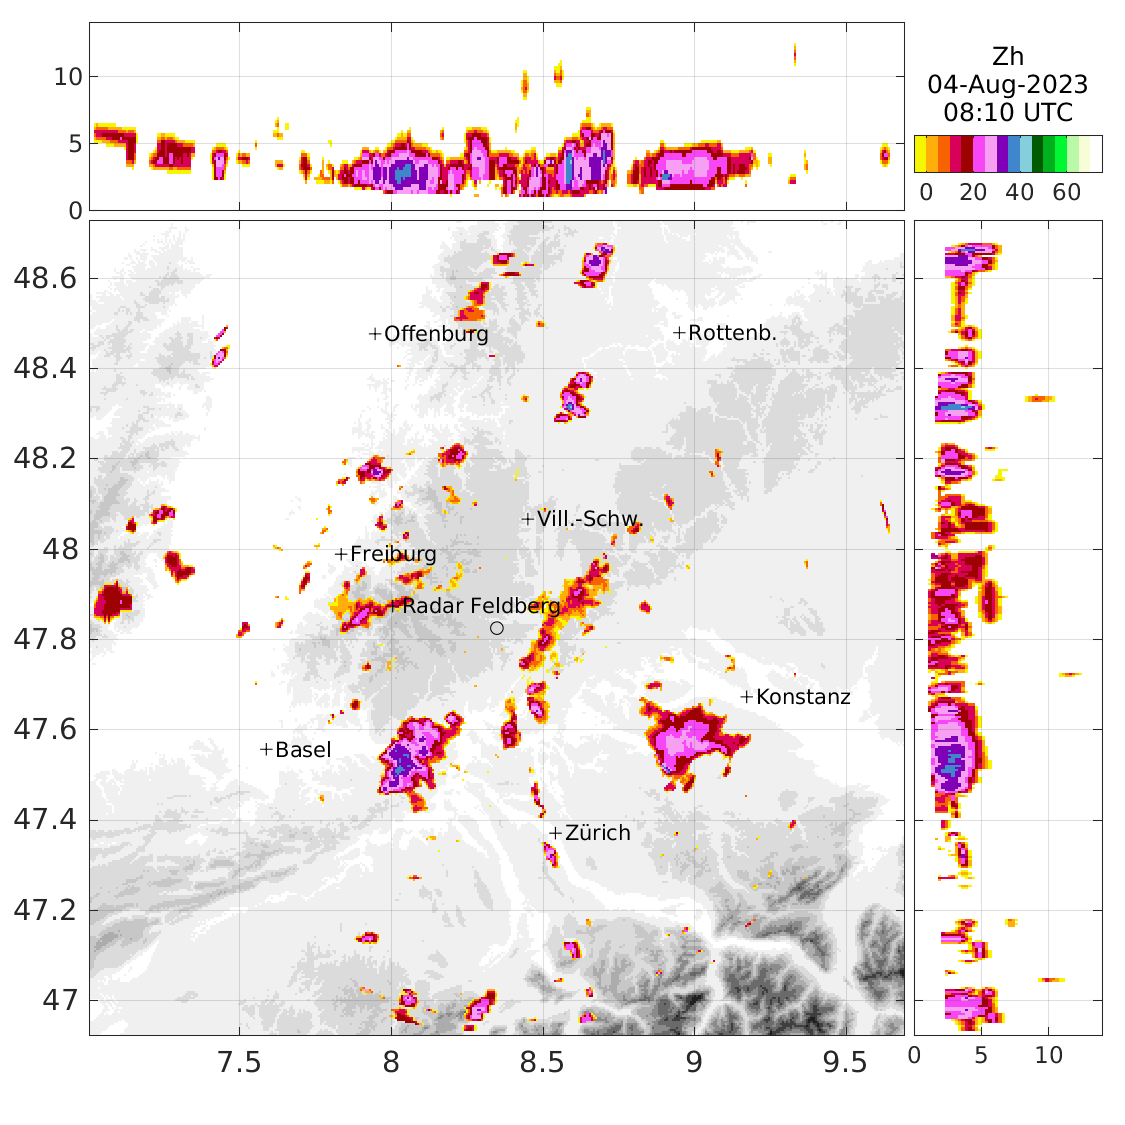 Zh
04-Aug-2023
08:10 UTC
0 20 40 60
10
5
0
48.6
+Offenburg +Rottenb.
48.4
48.2
+Vill.-Schw.
48
+Freiburg
+Radar Feldberg
47.8
+Konstanz
47.6
+Basel
47.4
+Zürich
47.2
47
7.5 8 8.5 9 9.5
0 5 10